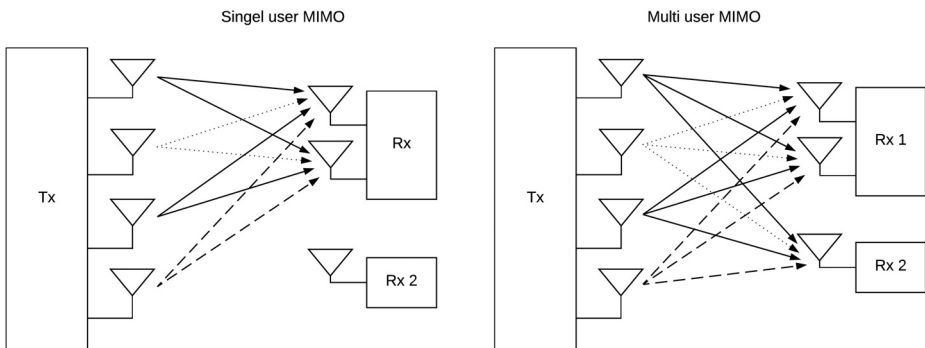 Singel user MIMO
Multi user MIMO
Tx
Rx
Rx 2
Tx
Rx 1
Rx 2